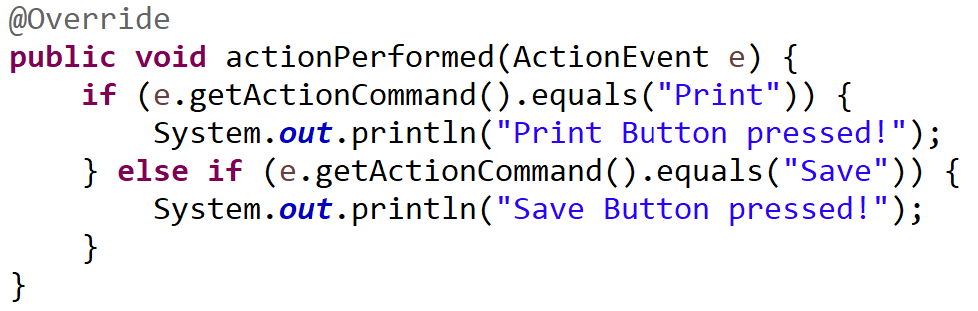 @Override
public void actionPerformed(ActionEvent e) {
    if (e.getActionCommand().equals("Print")) {
        System.out.println("Print Button pressed!");
    } else if (e.getActionCommand().equals("Save")) {
        System.out.println("Save Button pressed!");
    }
}